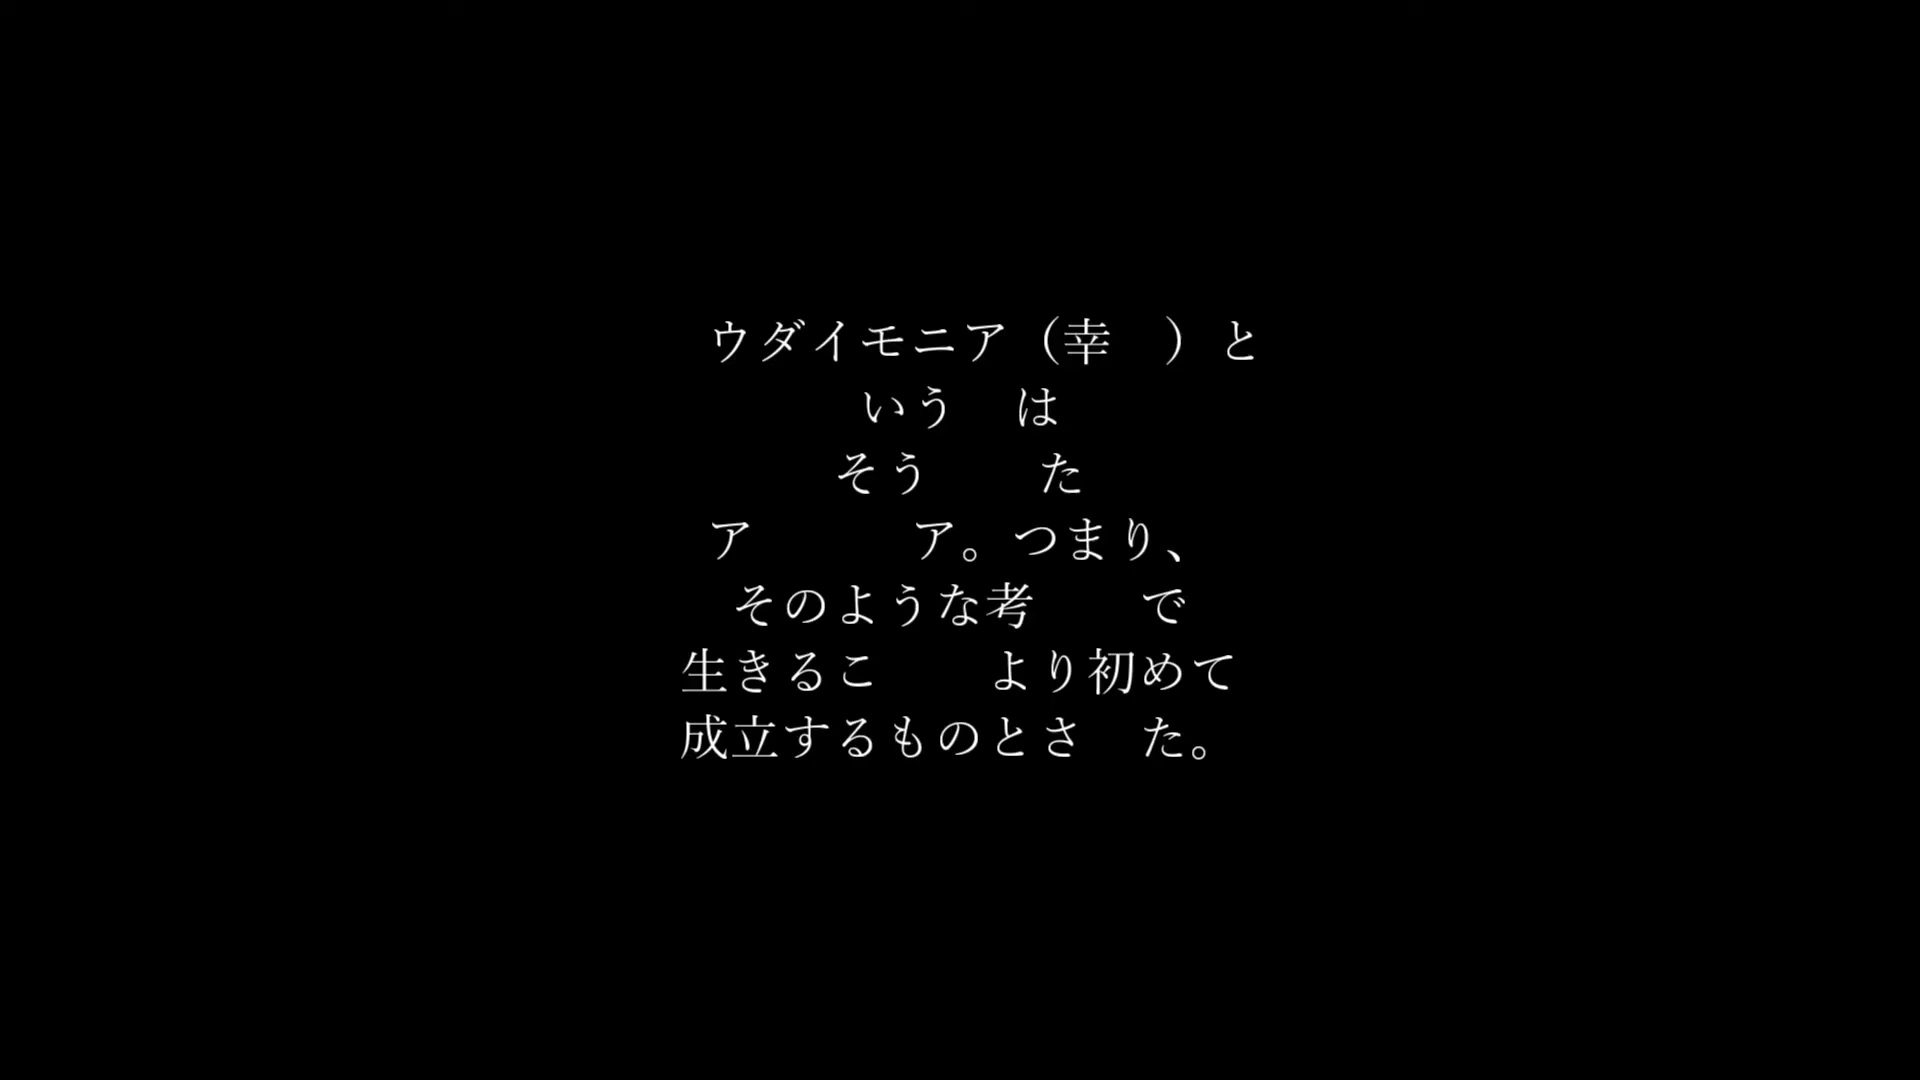 ウダイモニア（幸　）と
いう　は
そう　　た
ア　　　ア。つまり、
そのような考　　で
生きるこ　　より初めて
成立するものとさ　た。